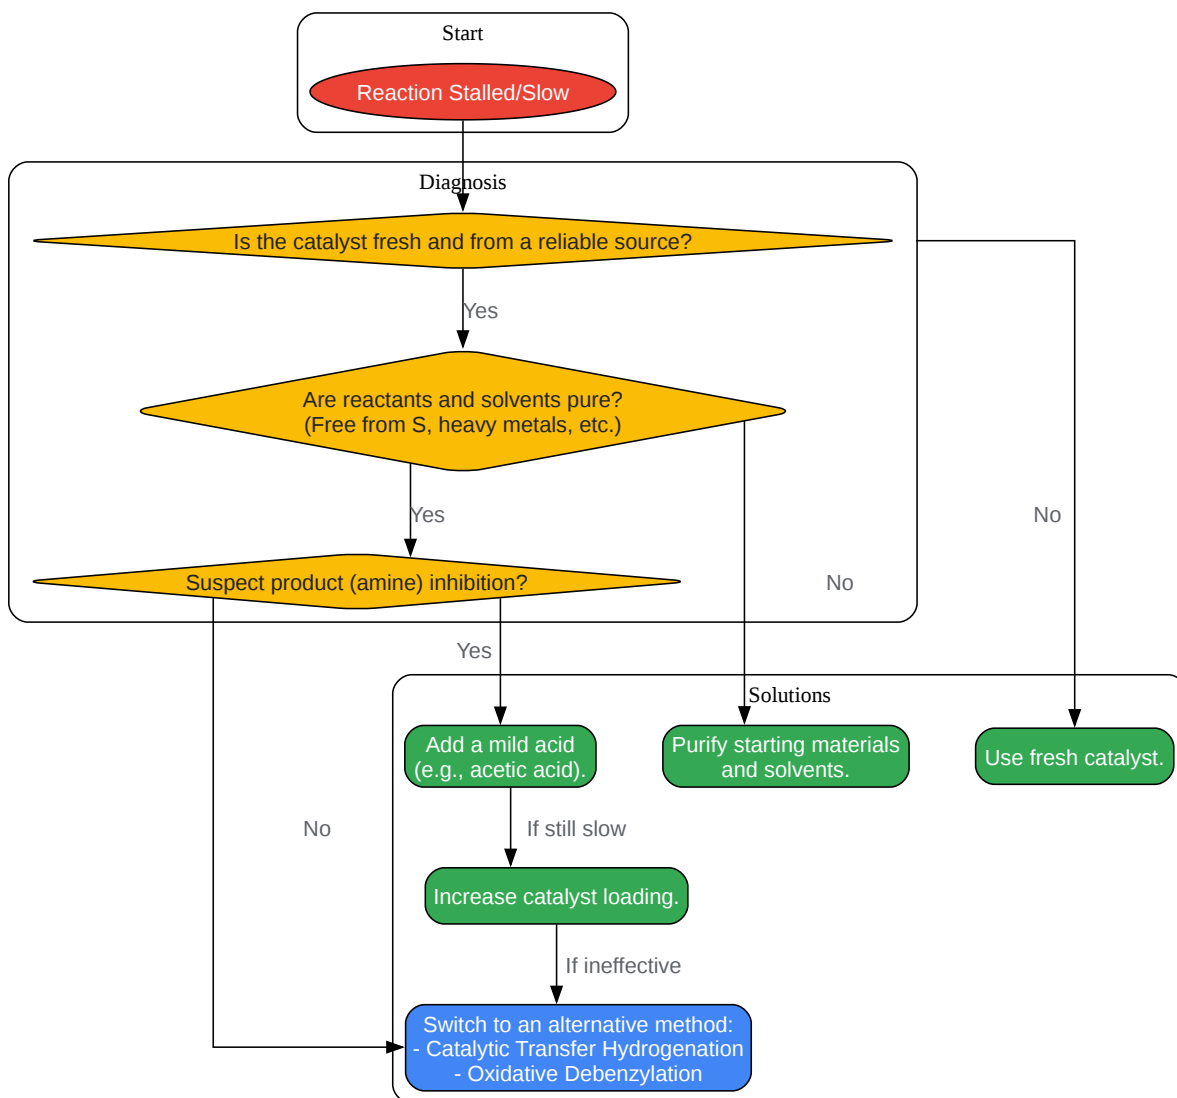 Start
Reaction Stalled/Slow
Diagnosis
Is the catalyst fresh and from a reliable source?
Yes
Are reactants and solvents pure?
(Free from S, heavy metals, etc.)
Yes
No
Suspect product (amine) inhibition?
No
Yes
Solutions
Add a mild acid
(e.g., acetic acid).
Purify starting materials
and solvents.
Use fresh catalyst.
No
If still slow
Increase catalyst loading.
If ineffective
Switch to an alternative method:
- Catalytic Transfer Hydrogenation
- Oxidative Debenzylation